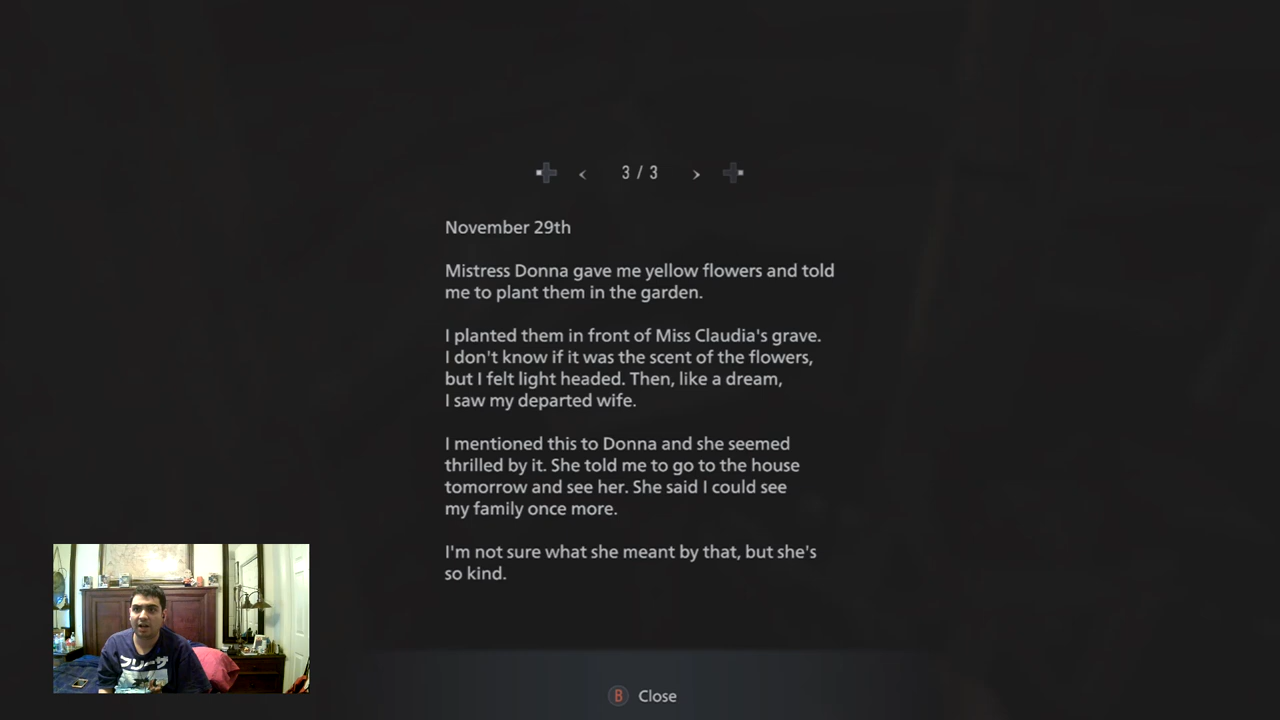 3 / 3
November 29th
Mistress Donna gave me yellow flowers and told
me to plant them in the garden.
I planted them in front of Miss Claudia's grave.
I don't know if it was the scent of the flowers,
but I felt light headed. Then, like a dream,
I saw my departed wife.
I mentioned this to Donna and she seemed
thrilled by it. She told me to go to the house
tomorrow and see her. She said I could see
my family once more.
I'm not sure what she meant by that, but she's
so kind.
フリーザ
B Close